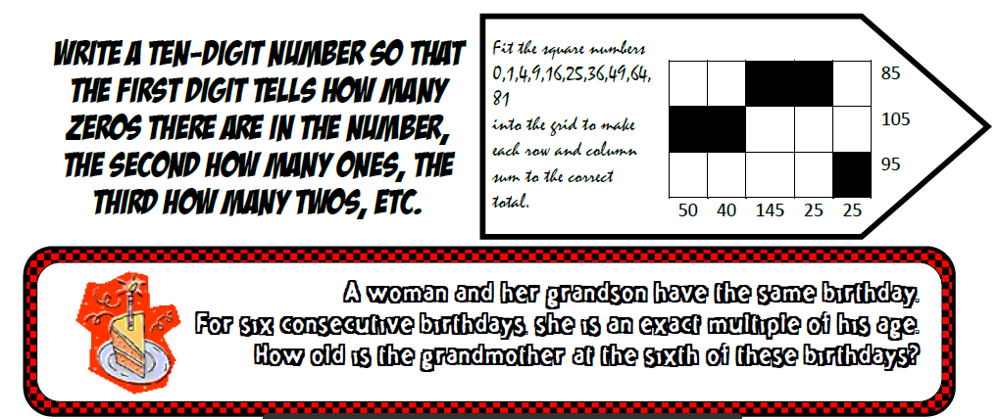 WRITE A TEN-DIGIT NUMBER SO THAT
THE FIRST DIGIT TELLS HOW MANY
ZEROS THERE ARE IN THE NUMBER,
THE SECOND HOW MANY ONES, THE
THIRD HOW MANY TWOS, ETC.
Fit the square numbers
0,1,4,9,16,25,36,49,64,
81
into the grid to make
each row and column
sum to the correct
total.
85
105
95
50 40 145 25 25
A woman and her grandson have the same birthday.
For six consecutive birthdays, she is an exact multiple of his age.
How old is the grandmother at the sixth of these birthdays?